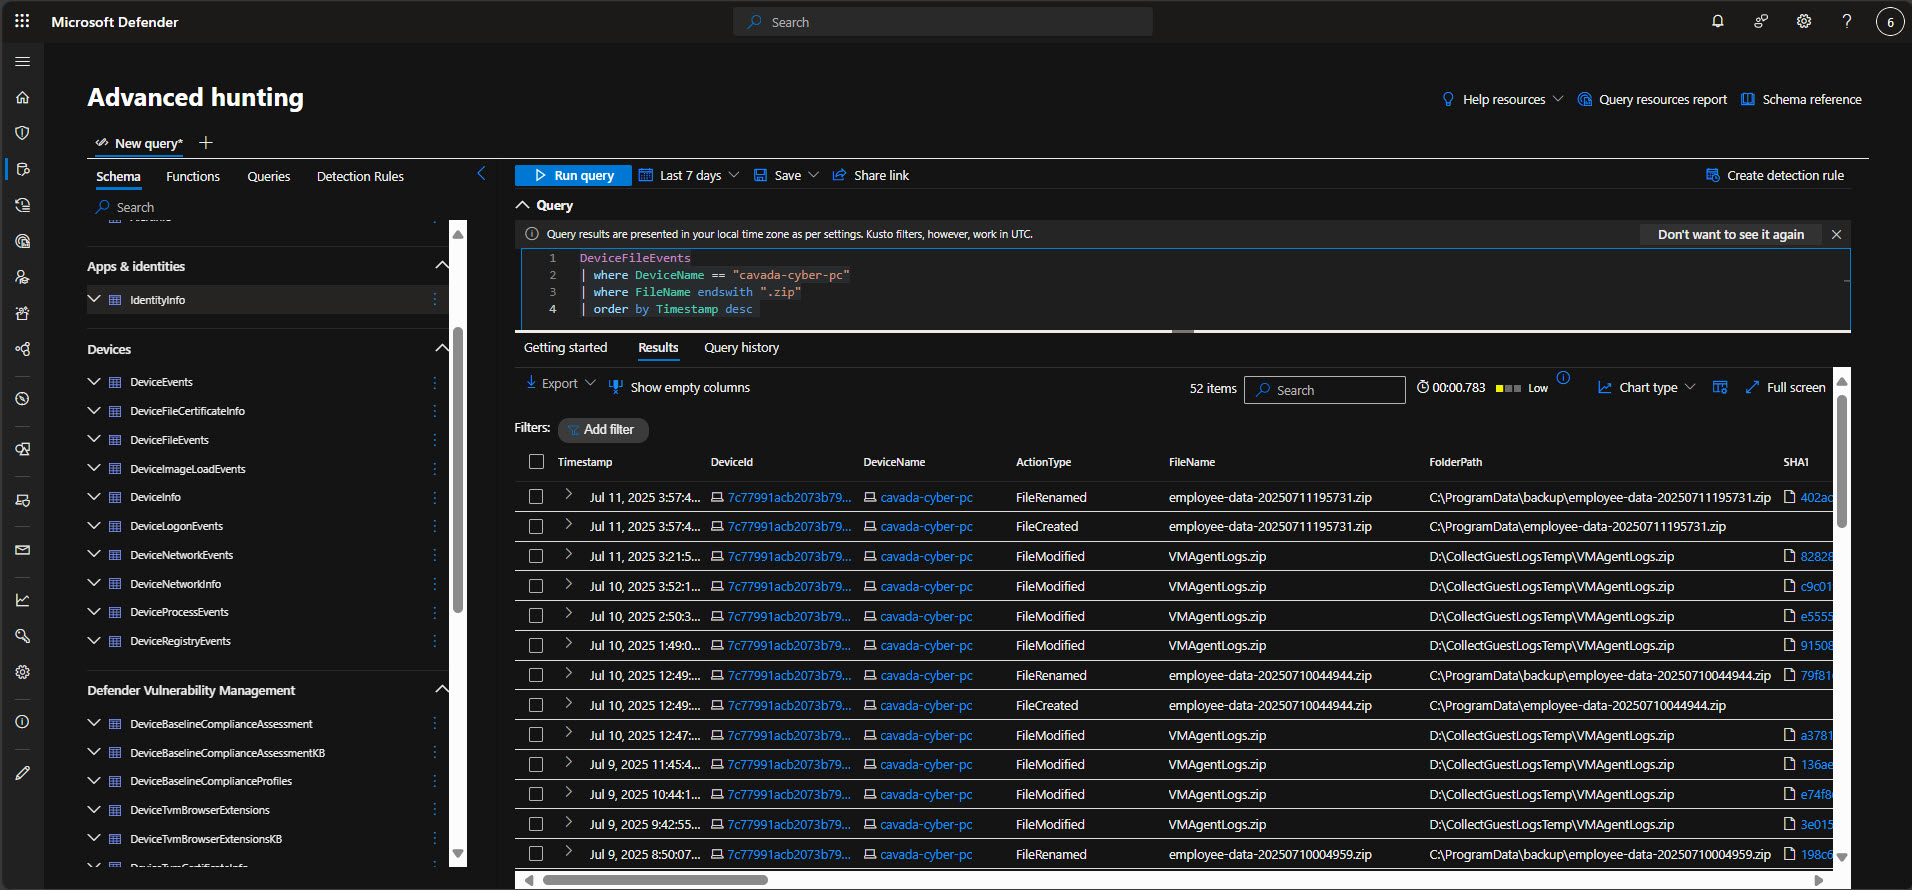 Microsoft Defender
Search
6
Advanced hunting
Help resources
Query resources report
Schema reference
New query*
Schema
Functions
Queries
Detection Rules
Search
Apps & identities
IdentityInfo
Devices
DeviceEvents
DeviceFileCertificateInfo
DeviceFileEvents
DeviceImageLoadEvents
DeviceInfo
DeviceLogonEvents
DeviceNetworkEvents
DeviceNetworkInfo
DeviceProcessEvents
DeviceRegistryEvents
Defender Vulnerability Management
DeviceBaselineComplianceAssessment
DeviceBaselineComplianceAssessmentKB
DeviceBaselineComplianceProfiles
DeviceTvmBrowserExtensions
DeviceTvmBrowserExtensionsKB
Run query
Last 7 days
Save
Share link
Create detection rule
Query
Query results are presented in your local time zone as per settings. Kusto filters, however, work in UTC.
Don't want to see it again
1 DeviceFileEvents
2 | where DeviceName == "cavada-cyber-pc"
3 | where FileName endswith ".zip"
4 | order by Timestamp desc
Getting started
Results
Query history
Export
Show empty columns
52 items
Search
00:00.783
Low
Chart type
Full screen
Filters:
Add filter
Timestamp DeviceId DeviceName ActionType FileName FolderPath SHA1
Jul 11, 2025 3:57:4... 7c77991acb2073b79... cavada-cyber-pc FileRenamed employee-data-20250711195731.zip C:\ProgramData\backup\employee-data-20250711195731.zip 402ac
Jul 11, 2025 3:57:4... 7c77991acb2073b79... cavada-cyber-pc FileCreated employee-data-20250711195731.zip C:\ProgramData\employee-data-20250711195731.zip
Jul 11, 2025 3:21:5... 7c77991acb2073b79... cavada-cyber-pc FileModified VMAgentLogs.zip D:\CollectGuestLogsTemp\VMAgentLogs.zip 82828
Jul 10, 2025 3:52:1... 7c77991acb2073b79... cavada-cyber-pc FileModified VMAgentLogs.zip D:\CollectGuestLogsTemp\VMAgentLogs.zip c9c01
Jul 10, 2025 2:50:3... 7c77991acb2073b79... cavada-cyber-pc FileModified VMAgentLogs.zip D:\CollectGuestLogsTemp\VMAgentLogs.zip e5555
Jul 10, 2025 1:49:0... 7c77991acb2073b79... cavada-cyber-pc FileModified VMAgentLogs.zip D:\CollectGuestLogsTemp\VMAgentLogs.zip 91508
Jul 10, 2025 12:49:... 7c77991acb2073b79... cavada-cyber-pc FileRenamed employee-data-20250710044944.zip C:\ProgramData\backup\employee-data-20250710044944.zip 79f81
Jul 10, 2025 12:49:... 7c77991acb2073b79... cavada-cyber-pc FileCreated employee-data-20250710044944.zip C:\ProgramData\employee-data-20250710044944.zip
Jul 10, 2025 12:47:... 7c77991acb2073b79... cavada-cyber-pc FileModified VMAgentLogs.zip D:\CollectGuestLogsTemp\VMAgentLogs.zip a3781
Jul 9, 2025 11:45:4... 7c77991acb2073b79... cavada-cyber-pc FileModified VMAgentLogs.zip D:\CollectGuestLogsTemp\VMAgentLogs.zip 136ae
Jul 9, 2025 10:44:1... 7c77991acb2073b79... cavada-cyber-pc FileModified VMAgentLogs.zip D:\CollectGuestLogsTemp\VMAgentLogs.zip e74f8
Jul 9, 2025 9:42:55... 7c77991acb2073b79... cavada-cyber-pc FileModified VMAgentLogs.zip D:\CollectGuestLogsTemp\VMAgentLogs.zip 3e015
Jul 9, 2025 8:50:07... 7c77991acb2073b79... cavada-cyber-pc FileRenamed employee-data-20250710004959.zip C:\ProgramData\backup\employee-data-20250710004959.zip 198c6